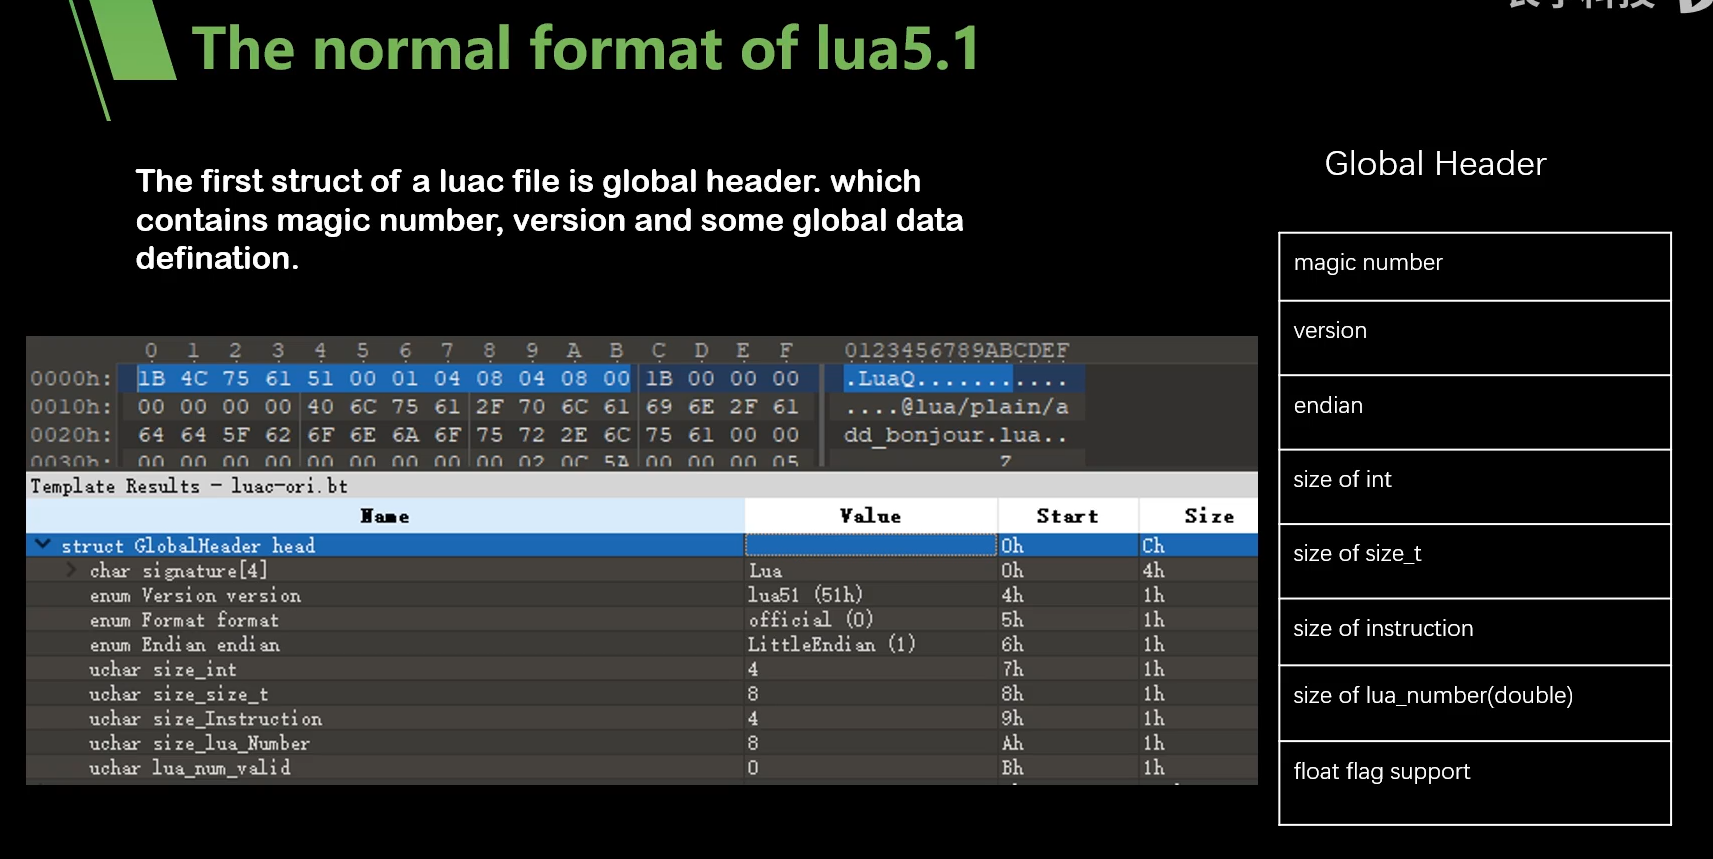 The normal format of lua5.1
The first struct of a luac file is global header. which
contains magic number, version and some global data
defination.
0 1 2 3 4 5 6 7 8 9 A B C D E F 0123456789ABCDEF
0000h: 1B 4C 75 61 51 00 01 04 08 04 08 00 1B 00 00 00 .LuaQ...........
0010h: 00 00 00 00 40 6C 75 61 2F 70 6C 61 69 6E 2F 61 ....@lua/plain/a
0020h: 64 64 5F 62 6F 6E 6A 6F 75 72 2E 6C 75 61 00 00 dd_bonjour.lua..
0030h: 00 00 00 00 00 00 00 00 00 02 0C 5A 00 00 00 05 Z
Template Results - luac-ori.bt
Name Value Start Size
struct GlobalHeader head 0h Ch
char signature[4] Lua 0h 4h
enum Version version lua51 (51h) 4h 1h
enum Format format official (0) 5h 1h
enum Endian endian LittleEndian (1) 6h 1h
uchar size_int 4 7h 1h
uchar size_size_t 8 8h 1h
uchar size_Instruction 4 9h 1h
uchar size_lua_Number 8 Ah 1h
uchar lua_num_valid 0 Bh 1h
Global Header
magic number
version
endian
size of int
size of size_t
size of instruction
size of lua_number(double)
float flag support